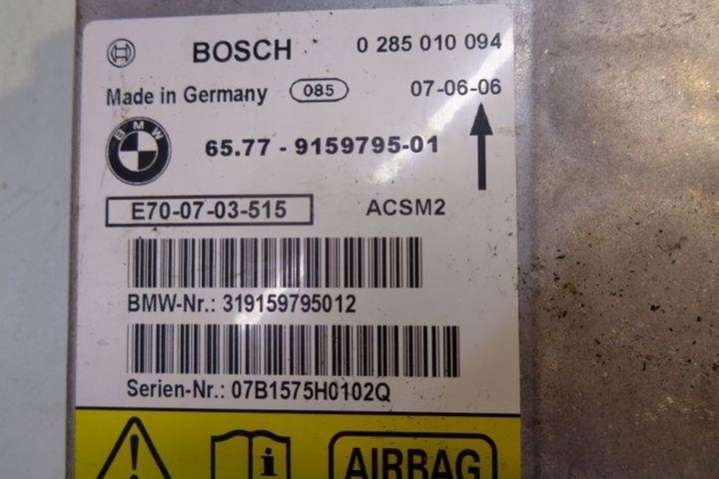 BOSCH 0 285 010 094
Made in Germany 085 07-06-06
BMW
65.77 - 9159795-01
E70-07-03-515 ACSM2
BMW-Nr.: 319159795012
Serien-Nr.: 07B1575H0102Q
i
AIRBAG